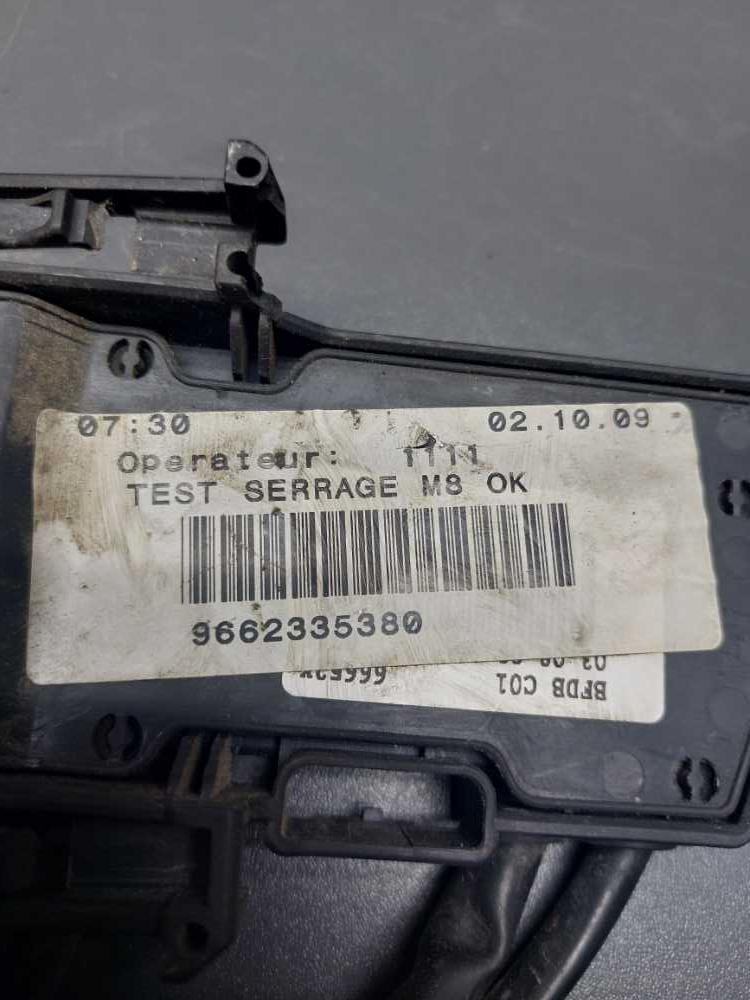 07:30 02.10.09
Operateur: 1111
TEST SERRAGE M8 OK
9662335380
BFDB C01